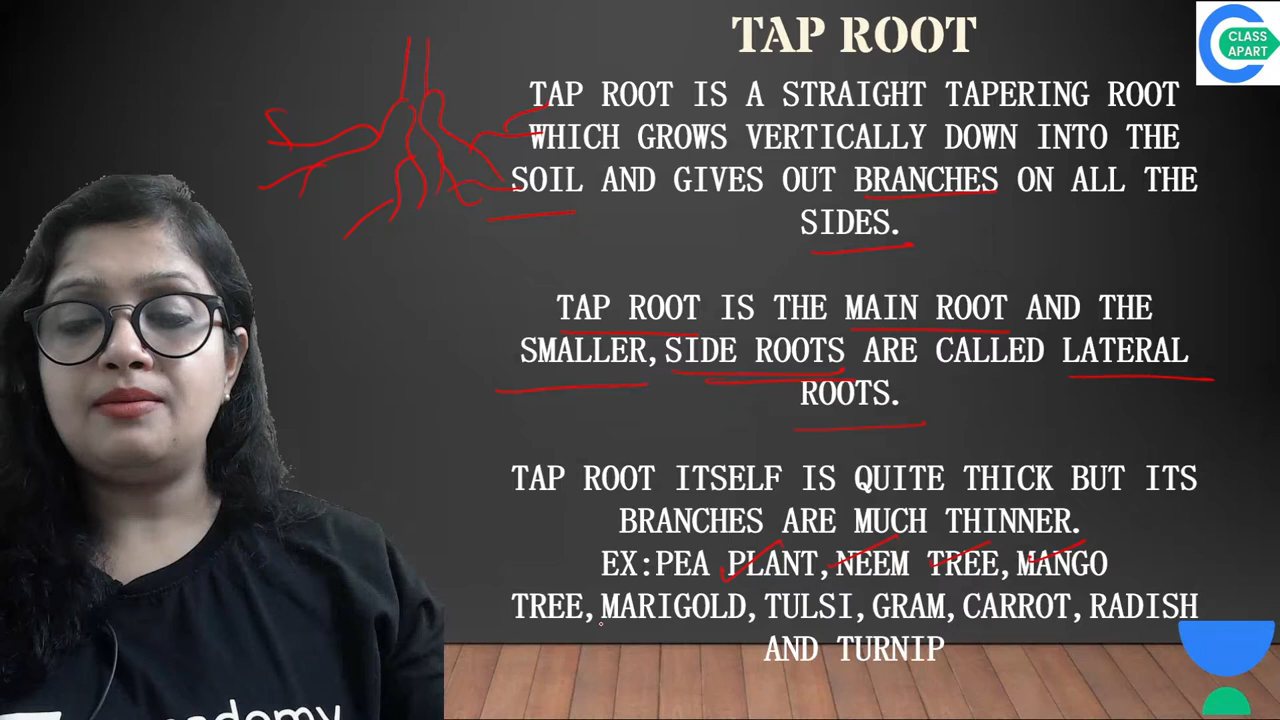 TAP ROOT
CLASS
APART
TAP ROOT IS A STRAIGHT TAPERING ROOT
WHICH GROWS VERTICALLY DOWN INTO THE
SOIL AND GIVES OUT BRANCHES ON ALL THE
SIDES.
TAP ROOT IS THE MAIN ROOT AND THE
SMALLER,SIDE ROOTS ARE CALLED LATERAL
ROOTS.
TAP ROOT ITSELF IS QUITE THICK BUT ITS
BRANCHES ARE MUCH THINNER.
EX:PEA PLANT,NEEM TREE,MANGO
TREE,MARIGOLD,TULSI,GRAM,CARROT,RADISH
AND TURNIP